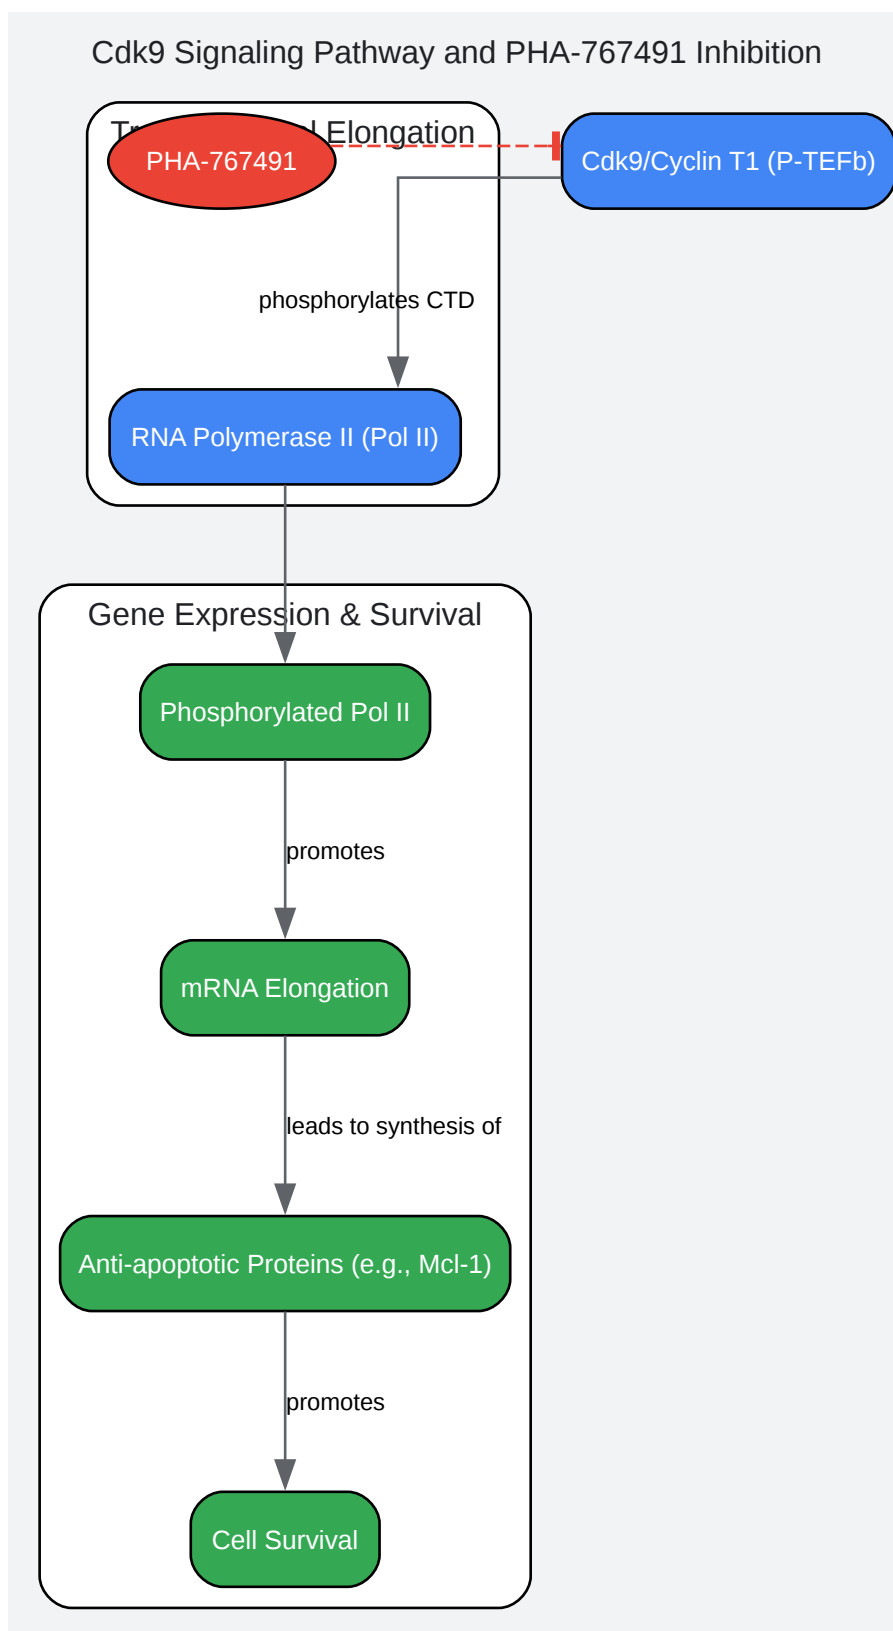 Cdk9 Signaling Pathway and PHA-767491 Inhibition
Elongation
PHA-767491
Cdk9/Cyclin T1 (P-TEFb)
phosphorylates CTD
RNA Polymerase II (Pol II)
Gene Expression & Survival
Phosphorylated Pol II
promotes
mRNA Elongation
leads to synthesis of
Anti-apoptotic Proteins (e.g., Mcl-1)
promotes
Cell Survival